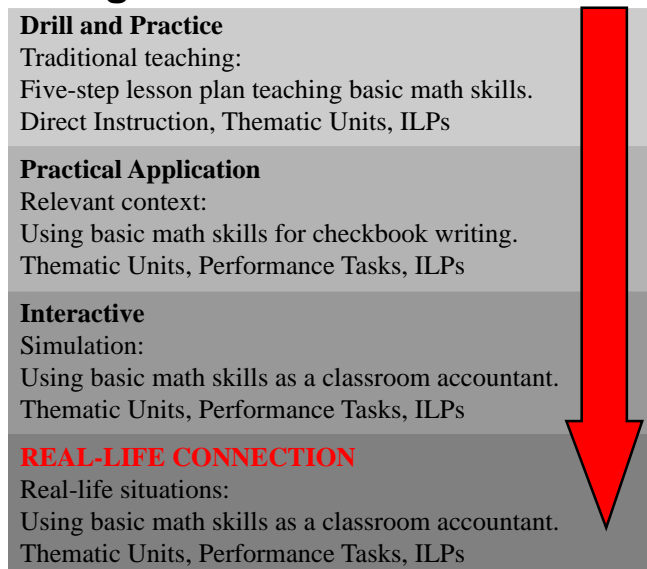 Drill and Practice
Traditional teaching:
Five-step lesson plan teaching basic math skills.
Direct Instruction, Thematic Units, ILPs
Practical Application
Relevant context:
Using basic math skills for checkbook writing.
Thematic Units, Performance Tasks, ILPs
Interactive
Simulation:
Using basic math skills as a classroom accountant.
Thematic Units, Performance Tasks, ILPs
REAL-LIFE CONNECTION
Real-life situations:
Using basic math skills as a classroom accountant.
Thematic Units, Performance Tasks, ILPs